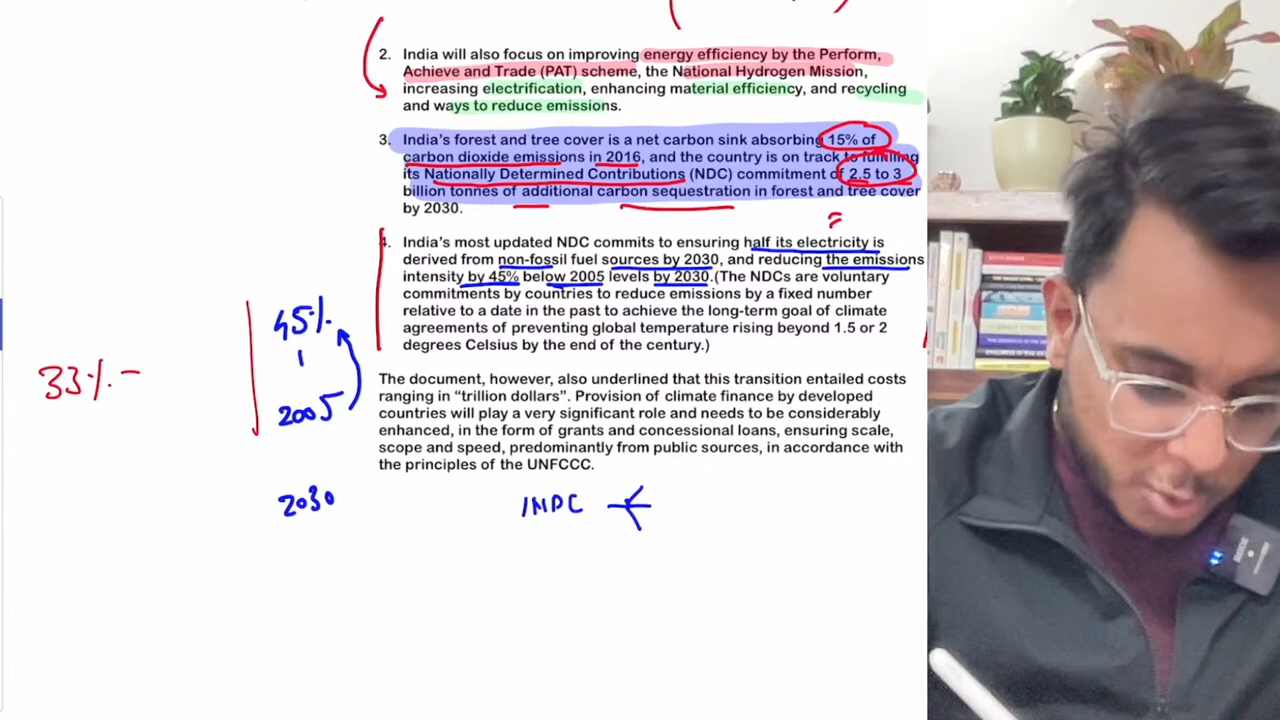 2. India will also focus on improving energy efficiency by the Perform,
Achieve and Trade (PAT) scheme, the National Hydrogen Mission,
increasing electrification, enhancing material efficiency, and recycling
and ways to reduce emissions.
3. India's forest and tree cover is a net carbon sink absorbing 15% of
carbon dioxide emissions in 2016, and the country is on track to fulfilling
its Nationally Determined Contributions (NDC) commitment of 2.5 to 3
billion tonnes of additional carbon sequestration in forest and tree cover
by 2030.
4. India's most updated NDC commits to ensuring half its electricity is
derived from non-fossil fuel sources by 2030, and reducing the emissions
intensity by 45% below 2005 levels by 2030.(The NDCs are voluntary
commitments by countries to reduce emissions by a fixed number
relative to a date in the past to achieve the long-term goal of climate
agreements of preventing global temperature rising beyond 1.5 or 2
degrees Celsius by the end of the century.)
33%-
45%
2005
The document, however, also underlined that this transition entailed costs
ranging in “trillion dollars”. Provision of climate finance by developed
countries will play a very significant role and needs to be considerably
enhanced, in the form of grants and concessional loans, ensuring scale,
scope and speed, predominantly from public sources, in accordance with
the principles of the UNFCCC.
2030
INDC
RODE